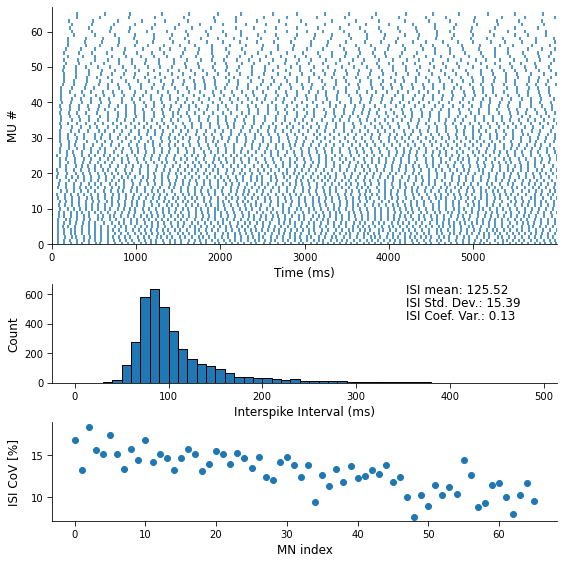 60
50
40
30
20
10
0
MU #
0 1000 2000 3000 4000 5000
Time (ms)
ISI mean: 125.52
ISI Std. Dev.: 15.39
ISI Coef. Var.: 0.13
600
400
200
0
Count
0 100 200 300 400 500
Interspike Interval (ms)
15
10
ISI CoV [%]
0 10 20 30 40 50 60
MN index